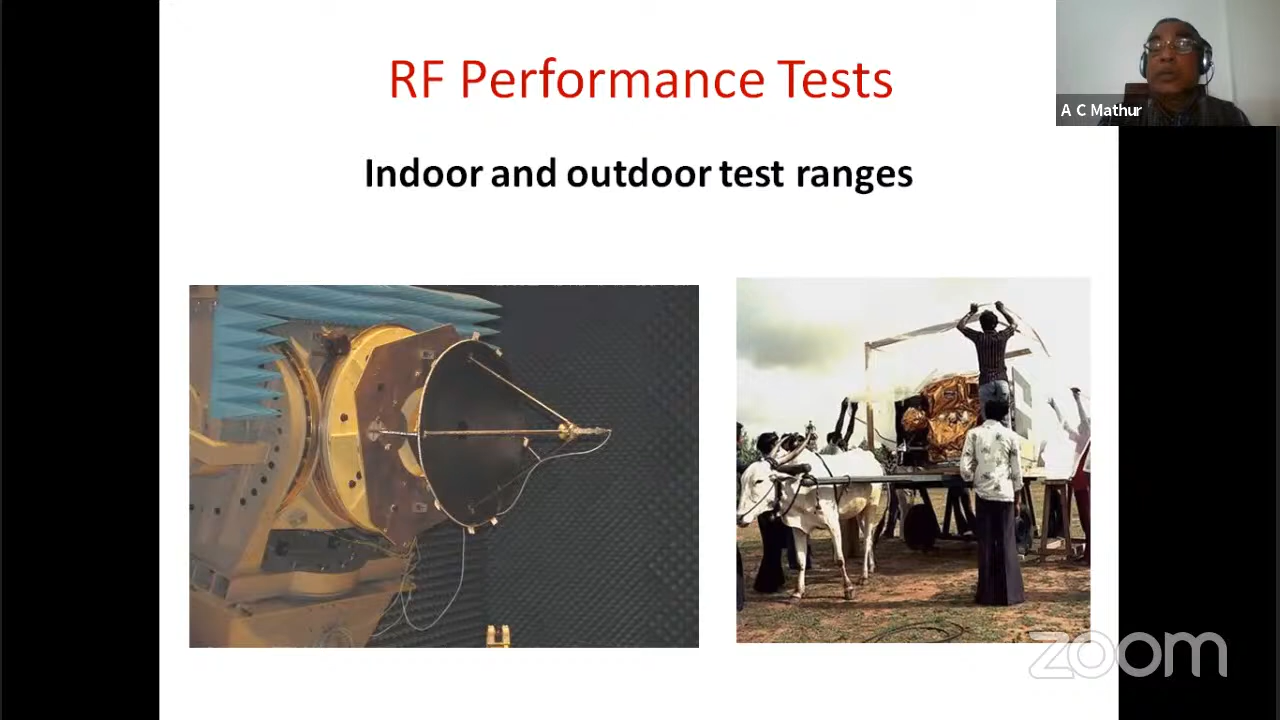 RF Performance Tests
A C Mathur
Indoor and outdoor test ranges
zoom